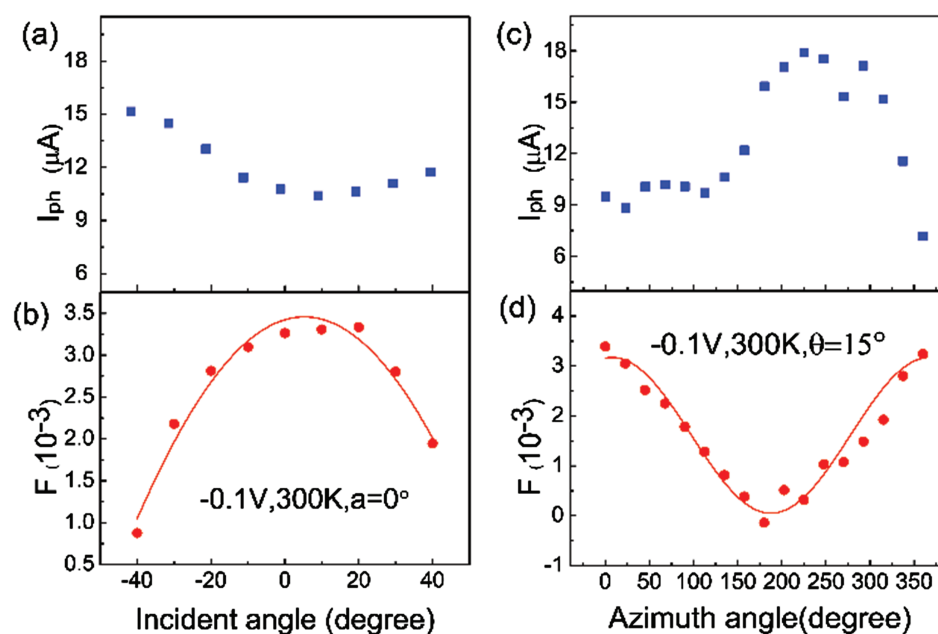 (a)
18
15
12
9
6
Iph (μA)
(b)
3.5
3.0
2.5
2.0
1.5
1.0
0.5
F (10-3)
-0.1V,300K,a=0°
-40 -20 0 20 40
Incident angle (degree)
(c)
18
15
12
9
6
Iph (μA)
(d)
4
3
2
1
0
-1
F (10-3)
-0.1V,300K,θ=15°
0 50 100 150 200 250 300 350
Azimuth angle(degree)